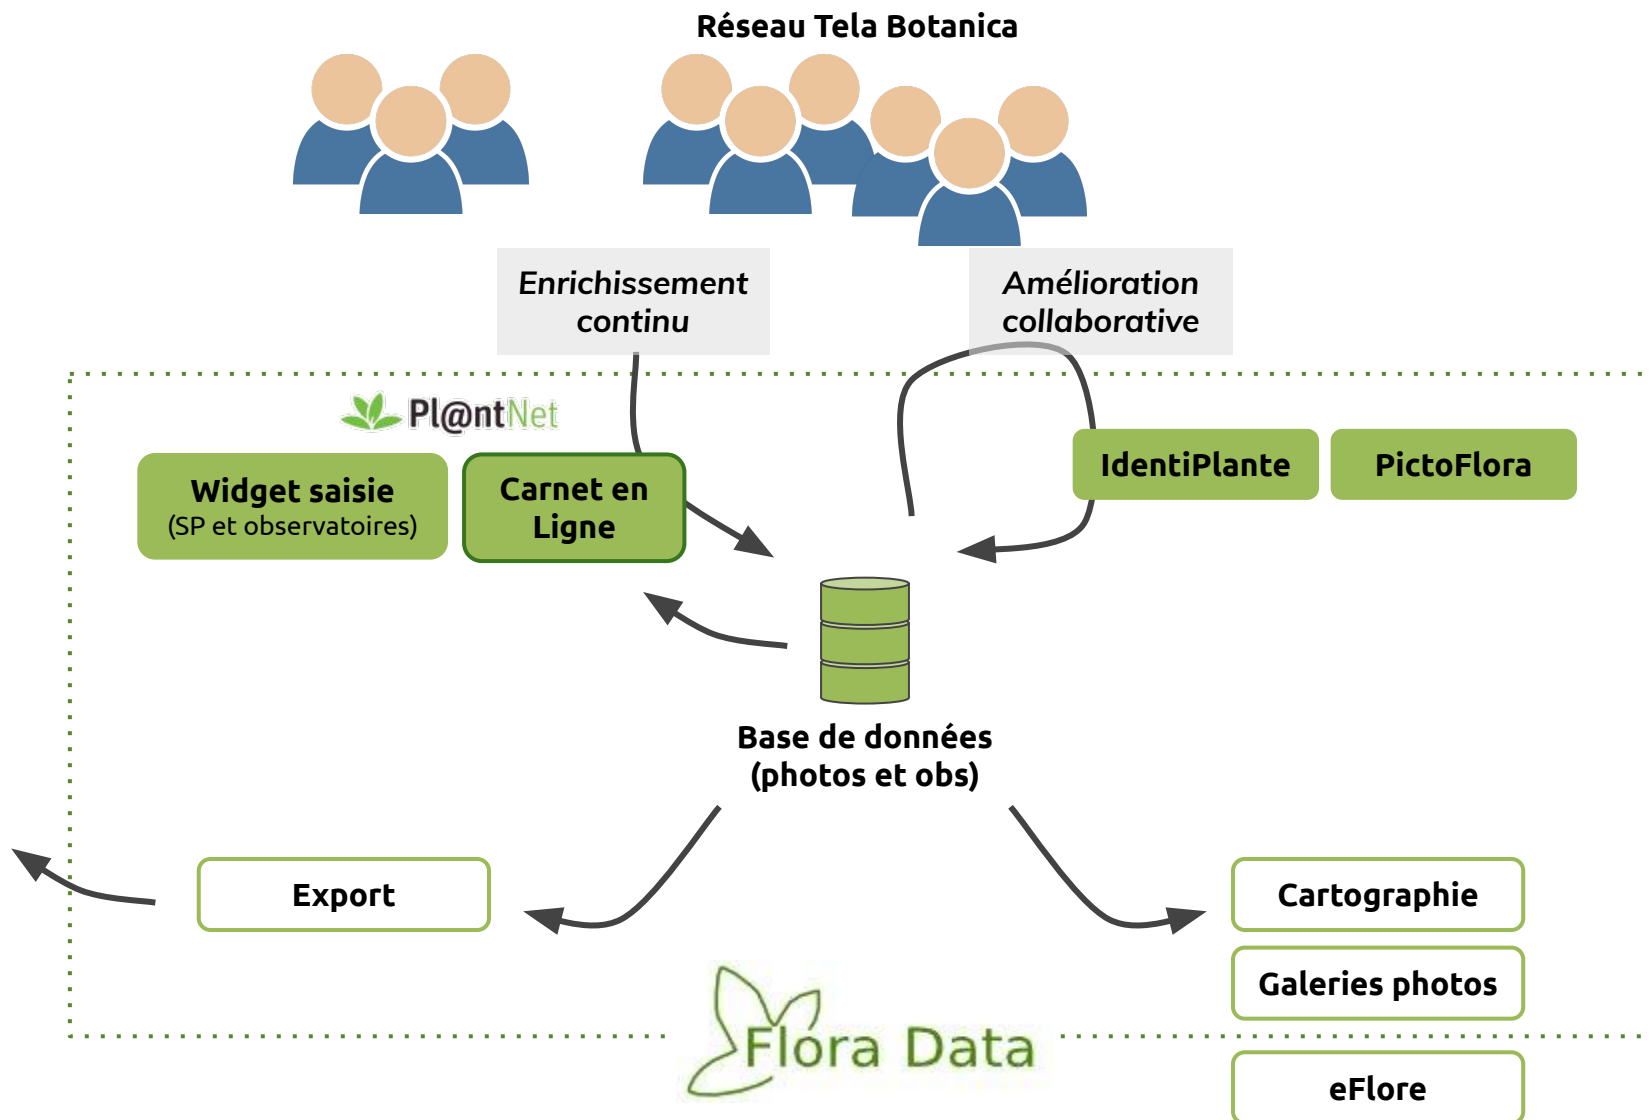 Réseau Tela Botanica
Enrichissement
continu
Amélioration
collaborative
Pl@ntNet
Widget saisie
(SP et observatoires)
Carnet en
Ligne
IdentiPlante
PictoFlora
Base de données
(photos et obs)
Export
Cartographie
Galeries photos
Flora Data
eFlore